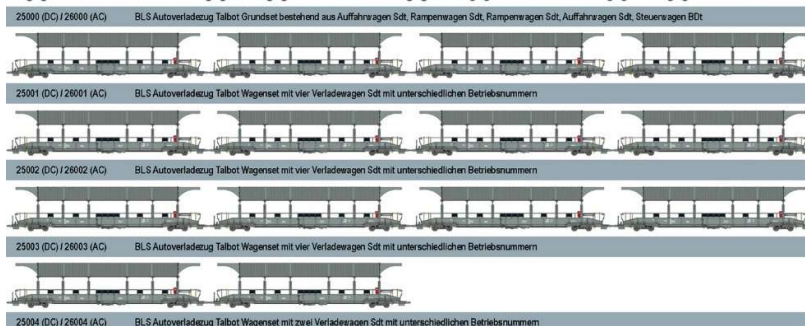 25000 (DC) / 26000 (AC) BLS Autoverladezug Talbot Grundset bestehend aus Auffahrwagen Sdt, Rampenwagen Sdt, Rampenwagen Sdt, Auffahrwagen Sdt, Steuerwagen BDt
25001 (DC) / 26001 (AC) BLS Autoverladezug Talbot Wagenset mit vier Verladewagen Sdt mit unterschiedlichen Betriebsnummern
25002 (DC) / 26002 (AC) BLS Autoverladezug Talbot Wagenset mit vier Verladewagen Sdt mit unterschiedlichen Betriebsnummern
25003 (DC) / 26003 (AC) BLS Autoverladezug Talbot Wagenset mit vier Verladewagen Sdt mit unterschiedlichen Betriebsnummern
25004 (DC) / 26004 (AC) BLS Autoverladezug Talbot Wagenset mit zwei Verladewagen Sdt mit unterschiedlichen Betriebsnummern